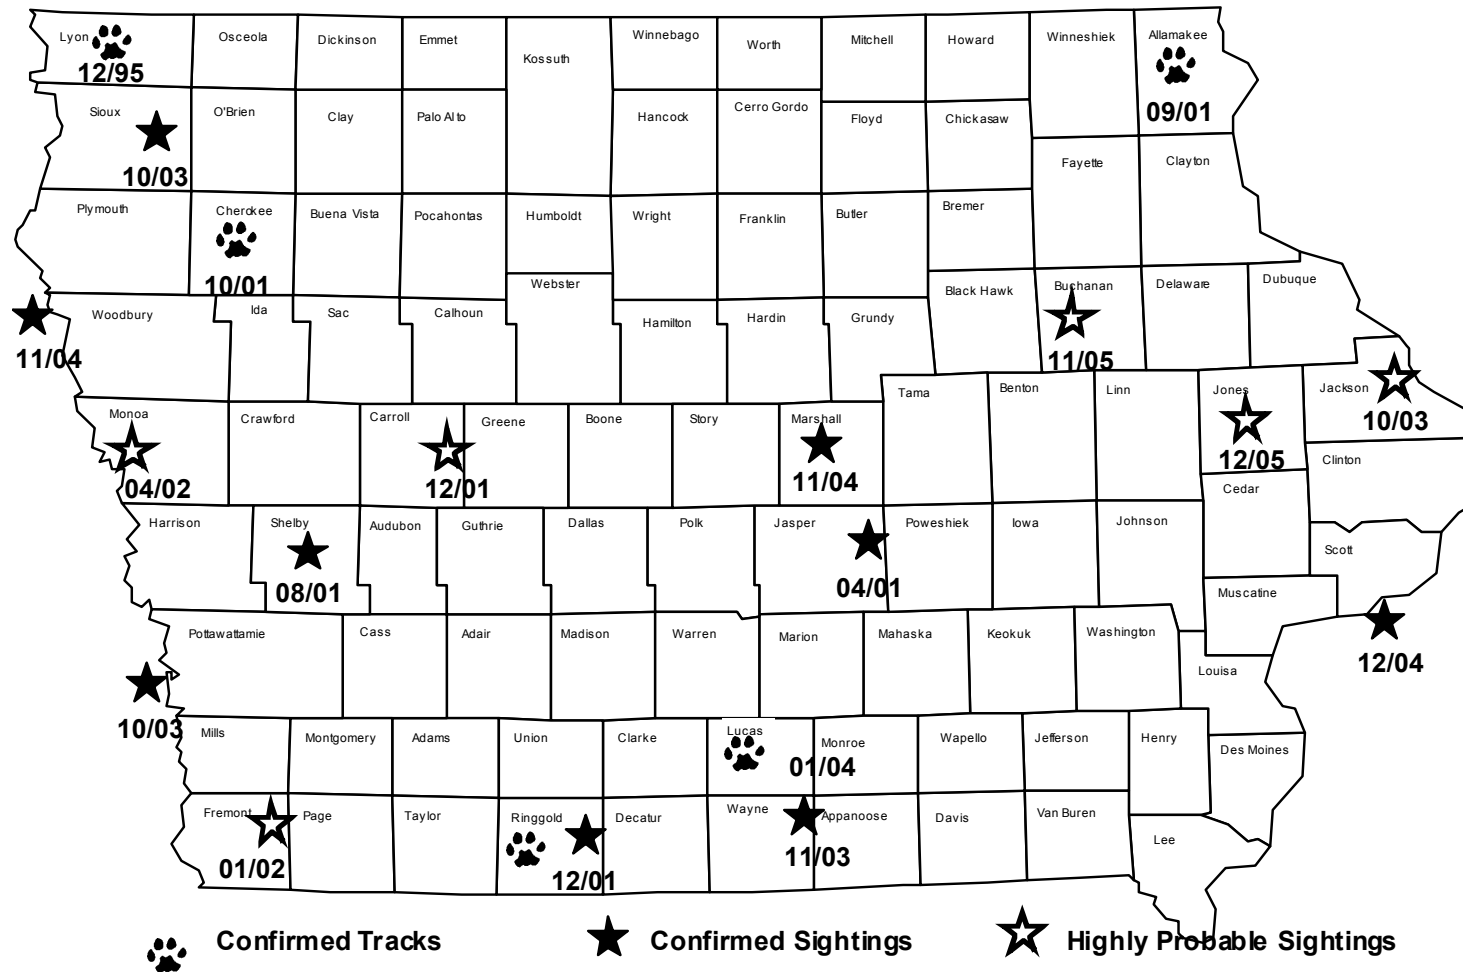 Lyon
Osceola
Dickinson
Emmet
Kossuth
Winnebago
Worth
Mitchell
Howard
Winneshiek
Allamakee
12/95
09/01
Sioux
O'Brien
Clay
Palo Alto
Hancock
Cerro Gordo
Floyd
Chickasaw
Fayette
Clayton
10/03
Plymouth
Cherokee
Buena Vista
Pocahontas
Humboldt
Wright
Franklin
Butler
Bremer
10/01
Woodbury
Ida
Sac
Calhoun
Webster
Hamilton
Hardin
Grundy
Black Hawk
Buchanan
Delaware
Dubuque
11/04
11/05
Monoa
Crawford
Carroll
Greene
Boone
Story
Marshall
Tama
Benton
Linn
Jones
Jackson
10/03
04/02
12/01
11/04
12/05
Clinton
Cedar
Harrison
Shelby
Audubon
Guthrie
Dallas
Polk
Jasper
Poweshiek
Iowa
Johnson
Scott
08/01
04/01
Muscatine
Pottawattamie
Cass
Adair
Madison
Warren
Marion
Mahaska
Keokuk
Washington
Louisa
12/04
10/03
Mills
Montgomery
Adams
Union
Clarke
Lucas
Monroe
Wapello
Jefferson
Henry
Des Moines
01/04
Fremont
Page
Taylor
Ringgold
Decatur
Wayne
Appanoose
Davis
Van Buren
Lee
01/02
12/01
11/03
Confirmed Tracks
Confirmed Sightings
Highly Probable Sightings